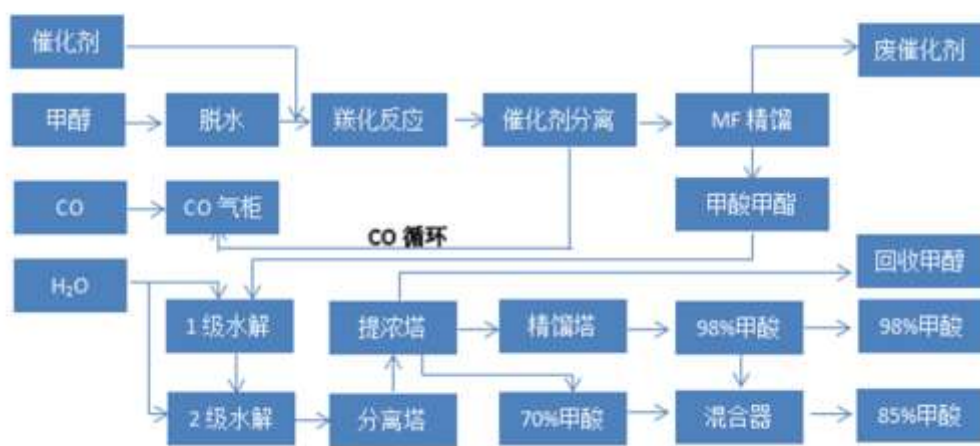 催化剂
废催化剂
甲醇
脱水
羰化反应
催化剂分离
MF 精馏
CO
CO 气柜
甲酸甲酯
CO 循环
H₂O
回收甲醇
1 级水解
提浓塔
精馏塔
98%甲酸
98%甲酸
2 级水解
分离塔
70%甲酸
混合器
85%甲酸